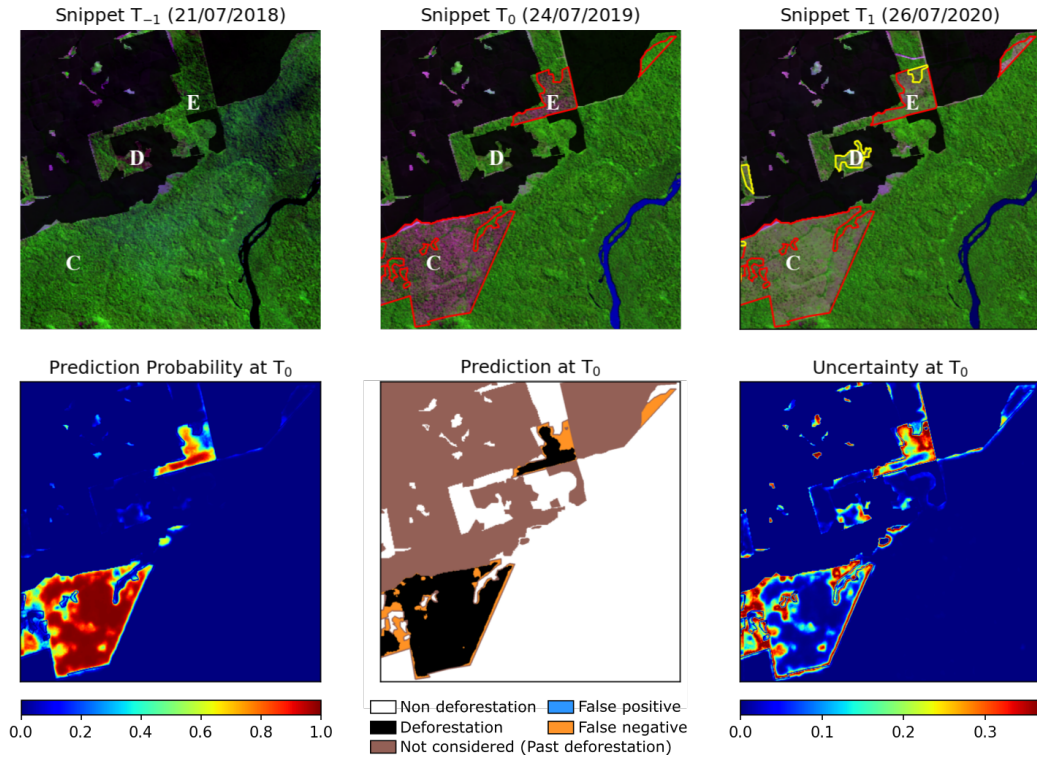 Snippet T₋₁ (21/07/2018)
Snippet T₀ (24/07/2019)
Snippet T₁ (26/07/2020)
E
D
C
E
D
C
E
D
C
Prediction Probability at T₀
Prediction at T₀
Uncertainty at T₀
0.0 0.2 0.4 0.6 0.8 1.0
Non deforestation
False positive
Deforestation
False negative
Not considered (Past deforestation)
0.0 0.1 0.2 0.3